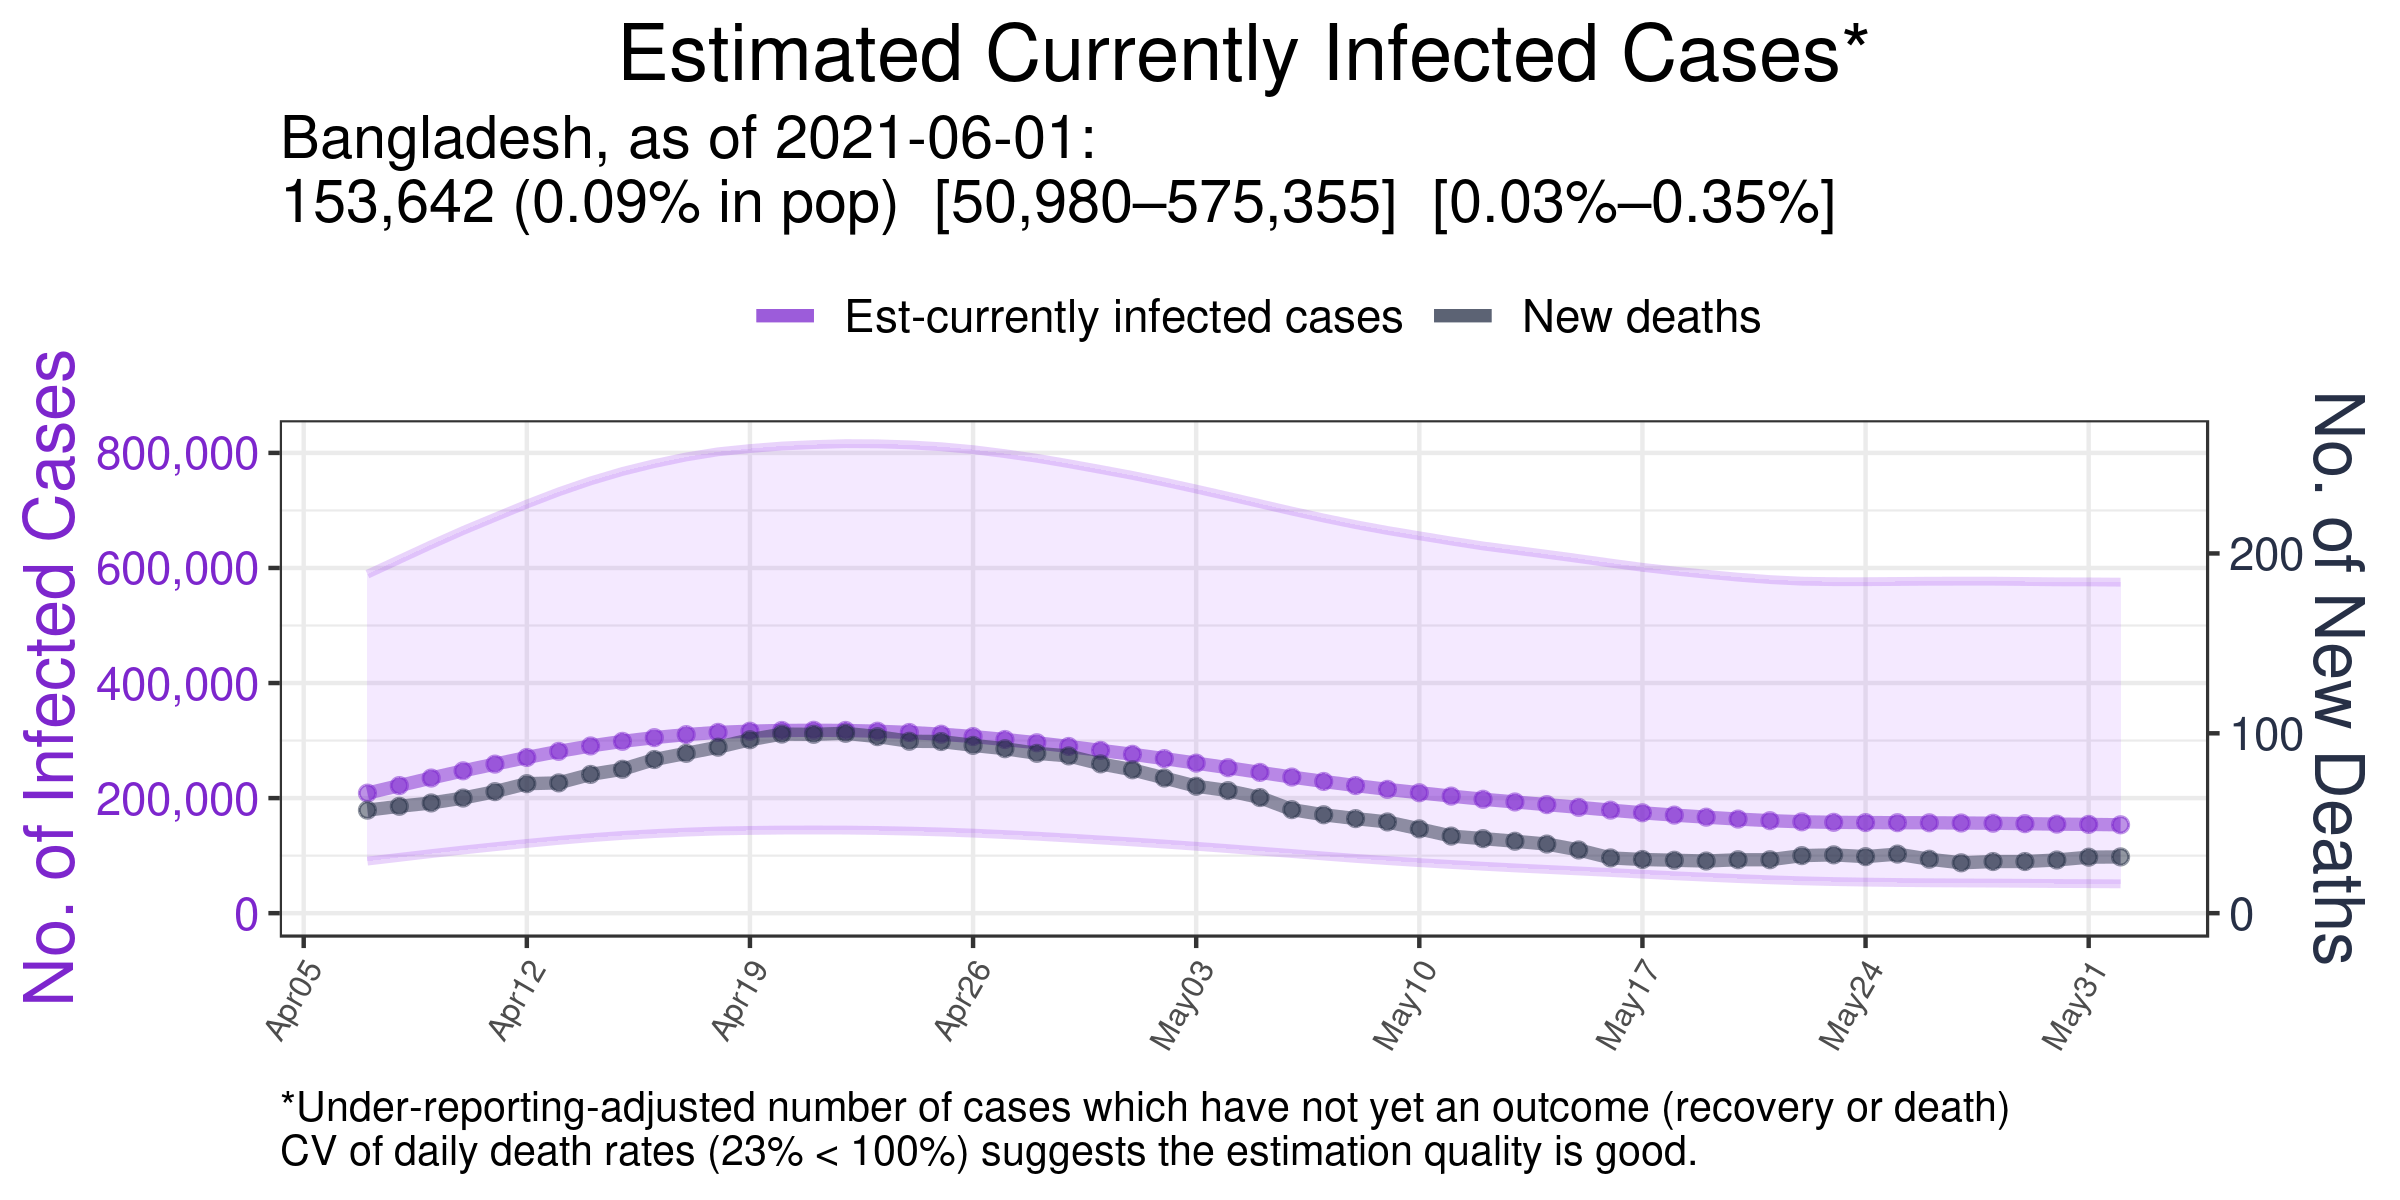 Estimated Currently Infected Cases*
Bangladesh, as of 2021-06-01:
153,642 (0.09% in pop)  [50,980–575,355]  [0.03%–0.35%]
Est-currently infected cases
New deaths
No. of Infected Cases
800,000
600,000
400,000
200,000
0
No. of New Deaths
200
100
0
Apr05
Apr12
Apr19
Apr26
May03
May10
May17
May24
May31
*Under-reporting-adjusted number of cases which have not yet an outcome (recovery or death)
CV of daily death rates (23% < 100%) suggests the estimation quality is good.